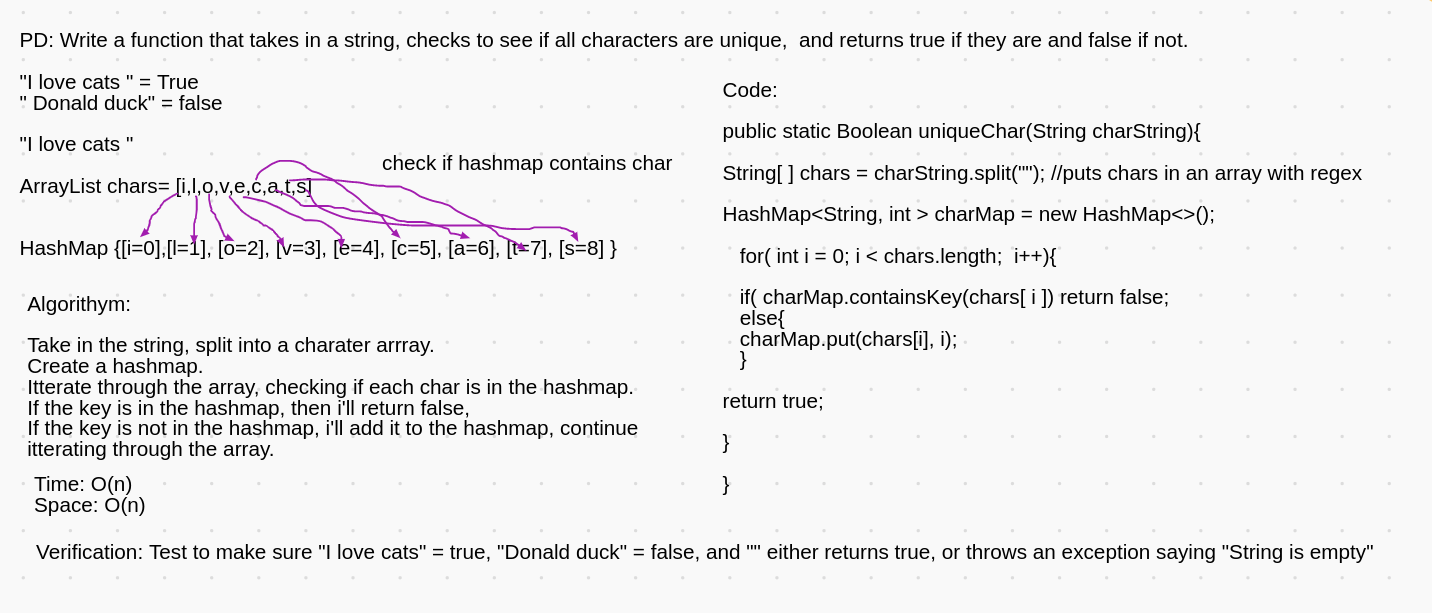 PD: Write a function that takes in a string, checks to see if all characters are unique,  and returns true if they are and false if not.
"I love cats " = True
" Donald duck" = false
"I love cats "
check if hashmap contains char
ArrayList chars= [i,l,o,v,e,c,a,t,s]
HashMap {[i=0],[l=1], [o=2], [v=3], [e=4], [c=5], [a=6], [t=7], [s=8] }
Algorithym:
Take in the string, split into a charater arrray.
Create a hashmap.
Itterate through the array, checking if each char is in the hashmap.
If the key is in the hashmap, then i'll return false,
If the key is not in the hashmap, i'll add it to the hashmap, continue
itterating through the array.
Time: O(n)
Space: O(n)
Code:
public static Boolean uniqueChar(String charString){
String[ ] chars = charString.split(""); //puts chars in an array with regex
HashMap<String, int > charMap = new HashMap<>();
for( int i = 0; i < chars.length;  i++){
if( charMap.containsKey(chars[ i ]) return false;
else{
charMap.put(chars[i], i);
}
return true;
}
}
Verification: Test to make sure "I love cats" = true, "Donald duck" = false, and "" either returns true, or throws an exception saying "String is empty"